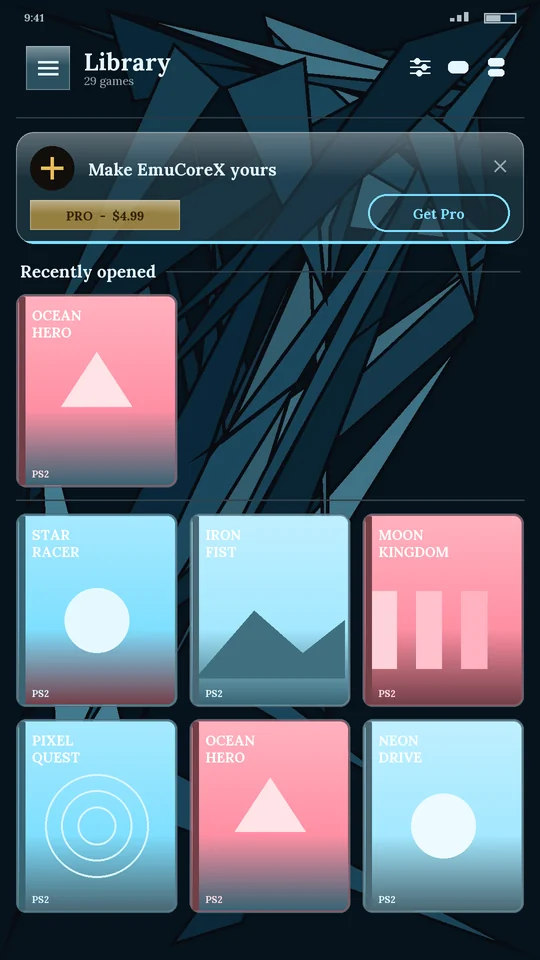 9:41
Library
29 games
Make EmuCoreX yours
PRO - $4.99
Get Pro
Recently opened
OCEAN
HERO
PS2
STAR
RACER
PS2
IRON
FIST
PS2
MOON
KINGDOM
PS2
PIXEL
QUEST
PS2
OCEAN
HERO
PS2
NEON
DRIVE
PS2